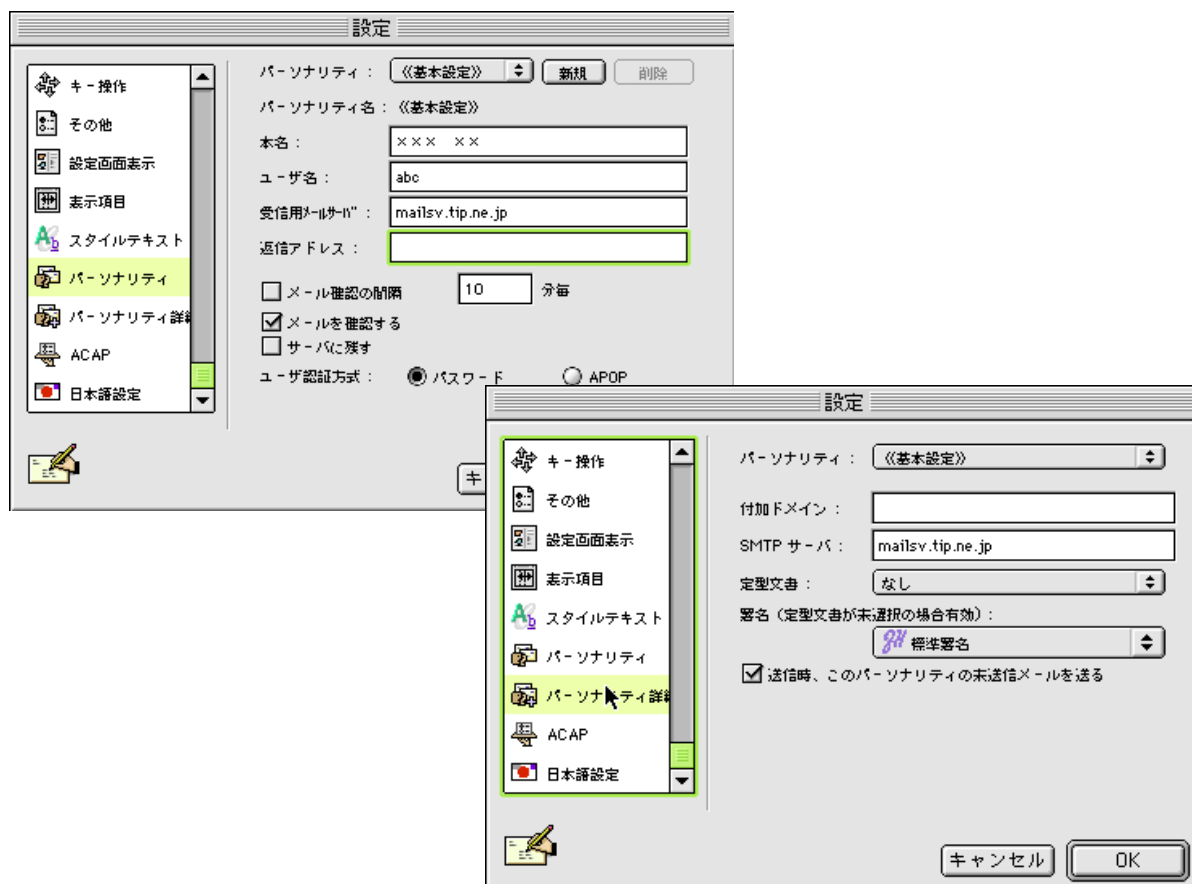 設定
キー操作
その他
設定画面表示
表示項目
スタイルテキスト
パーソナリティ
パーソナリティ詳細
ACAP
日本語設定
パーソナリティ： 《基本設定》 新規 削除
パーソナリティ名：《基本設定》
本名： ××× ××
ユーザ名： abc
受信用メールサーバ： mailsv.tip.ne.jp
返信アドレス：
メール確認の間隔 10 分毎
メールを確認する
サーバに残す
ユーザ認証方式： パスワード APOP
キ
設定
キー操作
その他
設定画面表示
表示項目
スタイルテキスト
パーソナリティ
パーソナリティ詳細
ACAP
日本語設定
パーソナリティ： 《基本設定》
付加ドメイン：
SMTP サーバ： mailsv.tip.ne.jp
定型文書： なし
署名（定型文書が未選択の場合有効）：
標準署名
送信時、このパーソナリティの未送信メールを送る
キャンセル OK